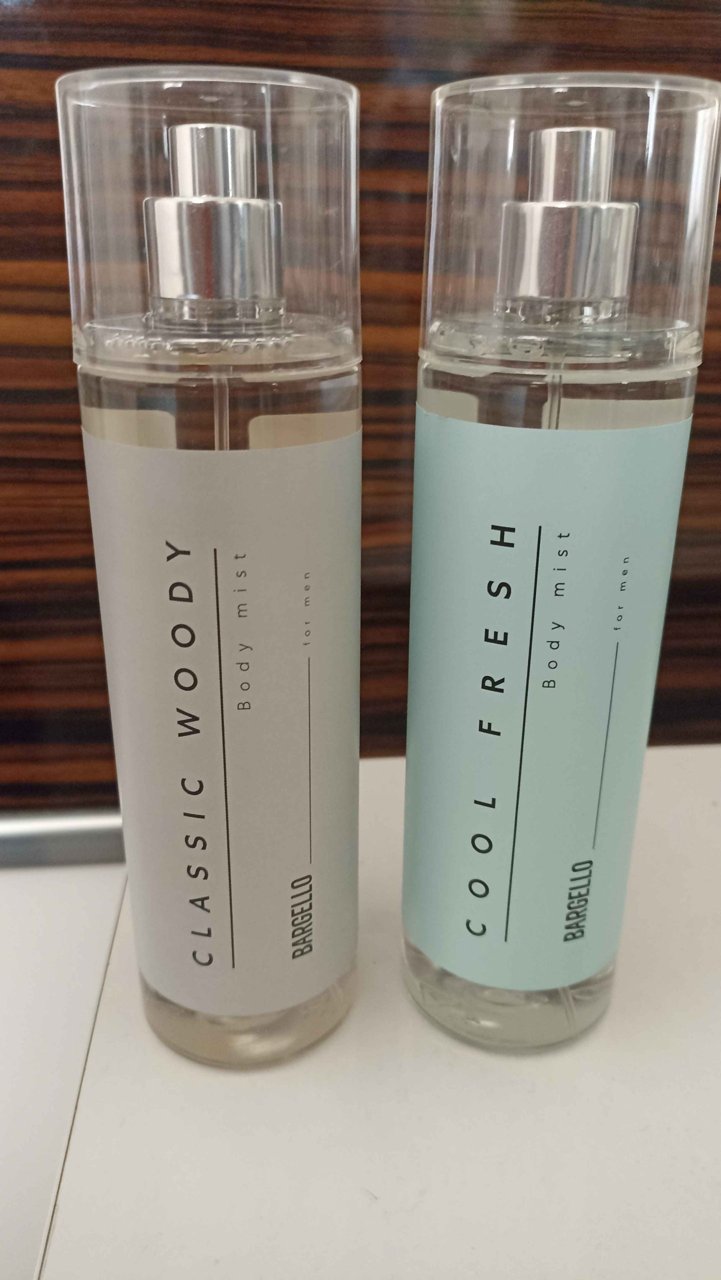 CLASSIC WOODY
Body mist
for men
BARGELLO
COOL FRESH
Body mist
for men
BARGELLO